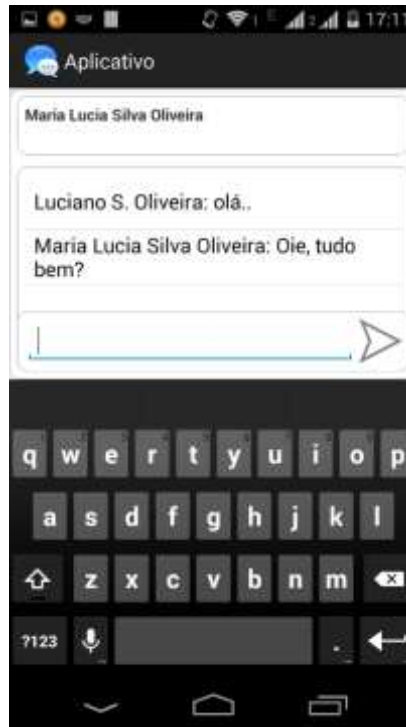 17:11
Aplicativo
Maria Lucia Silva Oliveira
Luciano S. Oliveira: olá..
Maria Lucia Silva Oliveira: Oie, tudo
bem?
q w e r t y u i o p
a s d f g h j k l
z x c v b n m
?123 .